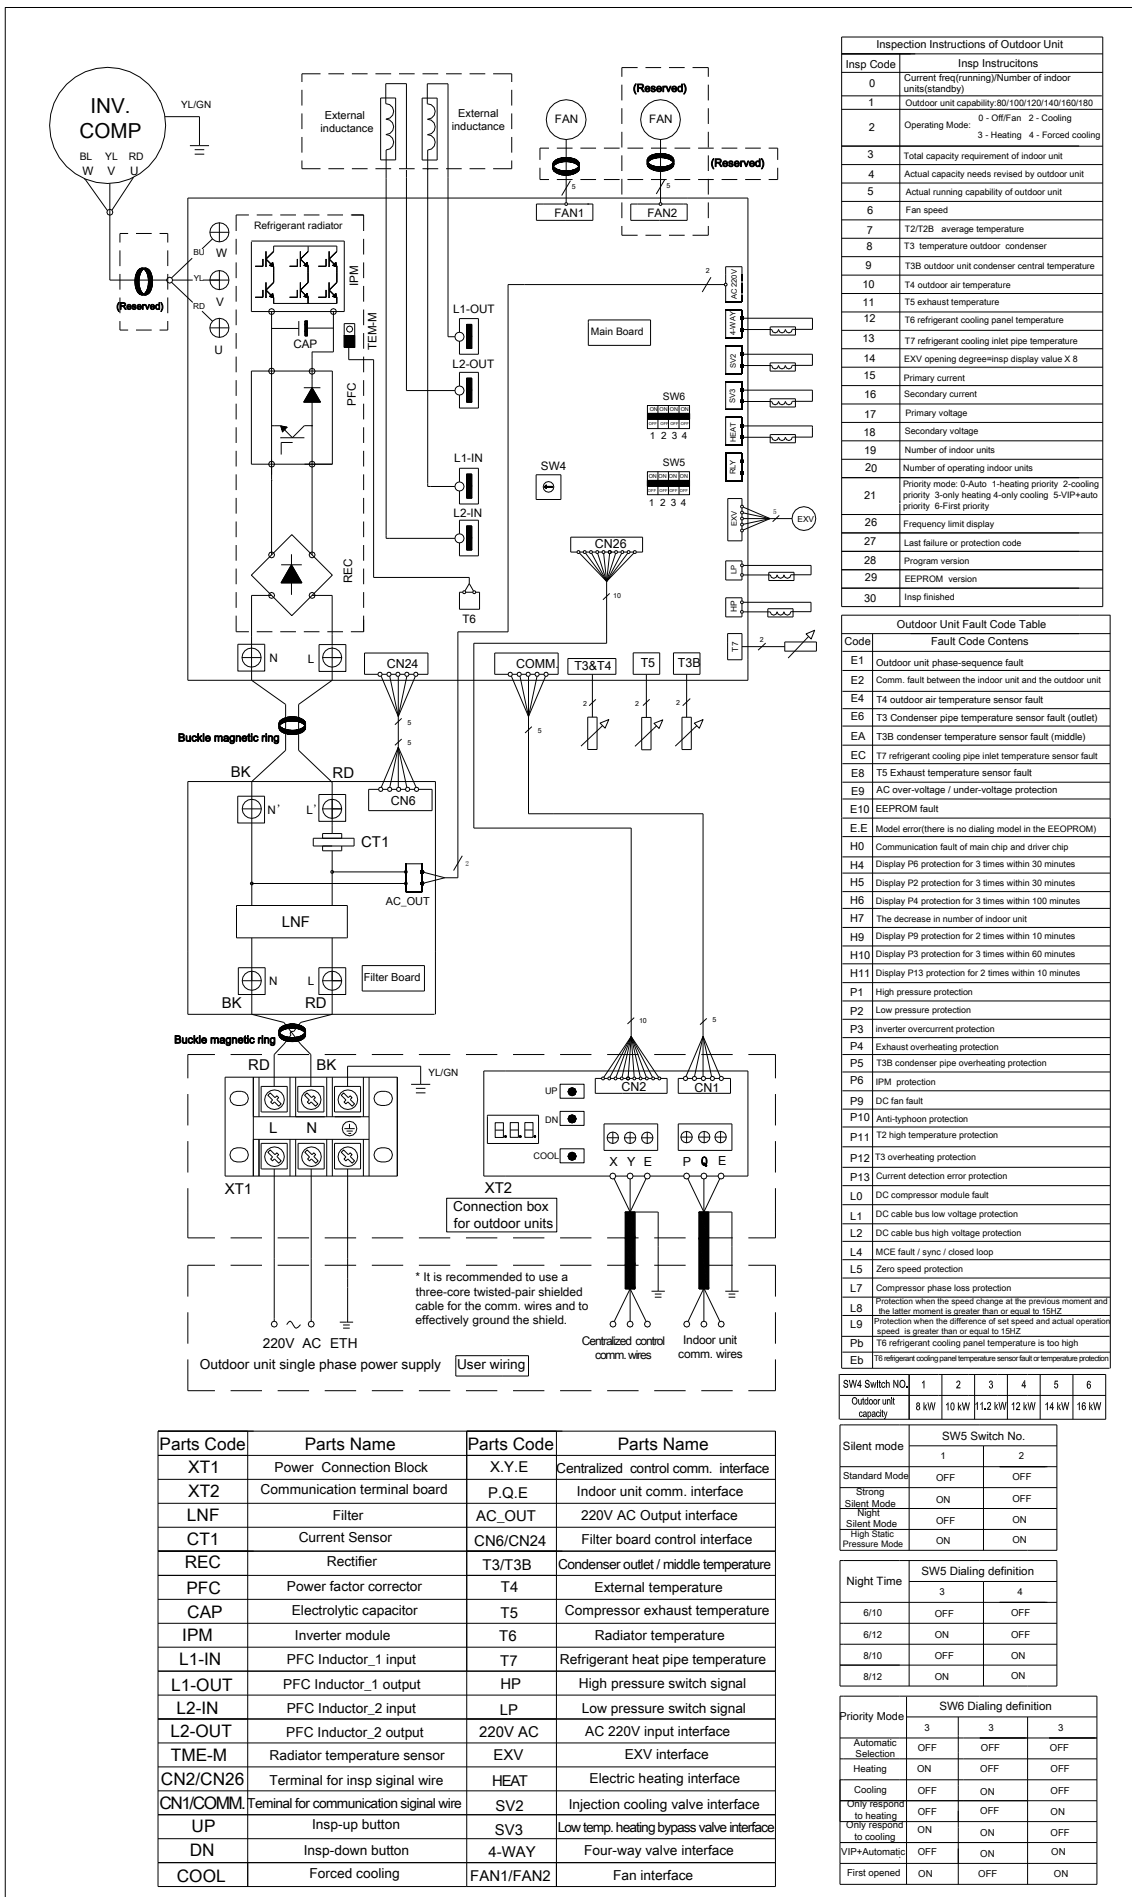 INV.
COMP
BL YL RD
W V U
YL/GN
(Reserved)
BU
YL
RD
W
V
U
External
inductance
External
inductance
FAN
(Reserved)
FAN
(Reserved)
5
5
FAN1
FAN2
Refrigerant radiator
IPM
CAP
TEM-M
PFC
REC
L1-OUT
L2-OUT
L1-IN
L2-IN
T6
Main Board
SW6
ON ON ON ON
OFF OFF OFF OFF
1 2 3 4
SW5
ON ON ON ON
OFF OFF OFF OFF
1 2 3 4
SW4
CN26
10
2
AC 220V
4-WAY
SV2
SV3
HEAT
RLY
EXV
5
EXV
LP
HP
T7
2
N
L
CN24
COMM.
T3&T4
T5
T3B
5
5
5
2
2
2
Buckle magnetic ring
BK
RD
N'
L'
CN6
CT1
2
AC_OUT
LNF
N
L
Filter Board
BK
RD
Buckle magnetic ring
RD
BK
YL/GN
L N
XT1
10
5
UP
DN
COOL
8.8.8.
CN2
CN1
X Y E
P Q E
XT2
Connection box
for outdoor units
* It is recommended to use a
three-core twisted-pair shielded
cable for the comm. wires and to
effectively ground the shield.
220V AC ETH
Outdoor unit single phase power supply
User wiring
Centralized control
comm. wires
Indoor unit
comm. wires
Inspection Instructions of Outdoor Unit
Insp Code Insp Instrucitons
0 Current freq(running)/Number of indoor
units(standby)
1 Outdoor unit capability:80/100/120/140/160/180
2 Operating Mode: 0 - Off/Fan 2 - Cooling
3 - Heating 4 - Forced cooling
3 Total capacity requirement of indoor unit
4 Actual capacity needs revised by outdoor unit
5 Actual running capability of outdoor unit
6 Fan speed
7 T2/T2B average temperature
8 T3 temperature outdoor condenser
9 T3B outdoor unit condenser central temperature
10 T4 outdoor air temperature
11 T5 exhaust temperature
12 T6 refrigerant cooling panel temperature
13 T7 refrigerant cooling inlet pipe temperature
14 EXV opening degree=insp display value X 8
15 Primary current
16 Secondary current
17 Primary voltage
18 Secondary voltage
19 Number of indoor units
20 Number of operating indoor units
21 Priority mode: 0-Auto 1-heating priority 2-cooling
priority 3-only heating 4-only cooling 5-VIP+auto
priority 6-First priority
26 Frequency limit display
27 Last failure or protection code
28 Program version
29 EEPROM version
30 Insp finished
Outdoor Unit Fault Code Table
Code Fault Code Contens
E1 Outdoor unit phase-sequence fault
E2 Comm. fault between the indoor unit and the outdoor unit
E4 T4 outdoor air temperature sensor fault
E6 T3 Condenser pipe temperature sensor fault (outlet)
EA T3B condenser temperature sensor fault (middle)
EC T7 refrigerant cooling pipe inlet temperature sensor fault
E8 T5 Exhaust temperature sensor fault
E9 AC over-voltage / under-voltage protection
E10 EEPROM fault
E.E Model error(there is no dialing model in the EEOPROM)
H0 Communication fault of main chip and driver chip
H4 Display P6 protection for 3 times within 30 minutes
H5 Display P2 protection for 3 times within 30 minutes
H6 Display P4 protection for 3 times within 100 minutes
H7 The decrease in number of indoor unit
H9 Display P9 protection for 2 times within 10 minutes
H10 Display P3 protection for 3 times within 60 minutes
H11 Display P13 protection for 2 times within 10 minutes
P1 High pressure protection
P2 Low pressure protection
P3 inverter overcurrent protection
P4 Exhaust overheating protection
P5 T3B condenser pipe overheating protection
P6 IPM protection
P9 DC fan fault
P10 Anti-typhoon protection
P11 T2 high temperature protection
P12 T3 overheating protection
P13 Current detection error protection
L0 DC compressor module fault
L1 DC cable bus low voltage protection
L2 DC cable bus high voltage protection
L4 MCE fault / sync / closed loop
L5 Zero speed protection
L7 Compressor phase loss protection
L8 Protection when the speed change at the previous moment and
the latter moment is greater than or equal to 15HZ
L9 Protection when the difference of set speed and actual operation
speed is greater than or equal to 15HZ
Pb T6 refrigerant cooling panel temperature is too high
Eb T6 refrigerant cooling panel temperature sensor fault or temperature protection
SW4 Switch NO. 1 2 3 4 5 6
Outdoor unit
capacity 8 kW 10 kW 11.2 kW 12 kW 14 kW 16 kW
Silent mode SW5 Switch No.
1 2
Standard Mode OFF OFF
Strong
Silent Mode ON OFF
Night
Silent Mode OFF ON
High Static
Pressure Mode ON ON
Night Time SW5 Dialing definition
3 4
6/10 OFF OFF
6/12 ON OFF
8/10 OFF ON
8/12 ON ON
Priority Mode SW6 Dialing definition
3 3 3
Automatic
Selection OFF OFF OFF
Heating ON OFF OFF
Cooling OFF ON OFF
Only respond
to heating OFF OFF ON
Only respond
to cooling ON ON OFF
VIP+Automatic OFF ON ON
First opened ON OFF ON
Parts Code Parts Name Parts Code Parts Name
XT1 Power Connection Block X.Y.E Centralized control comm. interface
XT2 Communication terminal board P.Q.E Indoor unit comm. interface
LNF Filter AC_OUT 220V AC Output interface
CT1 Current Sensor CN6/CN24 Filter board control interface
REC Rectifier T3/T3B Condenser outlet / middle temperature
PFC Power factor corrector T4 External temperature
CAP Electrolytic capacitor T5 Compressor exhaust temperature
IPM Inverter module T6 Radiator temperature
L1-IN PFC Inductor_1 input T7 Refrigerant heat pipe temperature
L1-OUT PFC Inductor_1 output HP High pressure switch signal
L2-IN PFC Inductor_2 input LP Low pressure switch signal
L2-OUT PFC Inductor_2 output 220V AC AC 220V input interface
TME-M Radiator temperature sensor EXV EXV interface
CN2/CN26 Terminal for insp siginal wire HEAT Electric heating interface
CN1/COMM. Teminal for communication siginal wire SV2 Injection cooling valve interface
UP Insp-up button SV3 Low temp. heating bypass valve interface
DN Insp-down button 4-WAY Four-way valve interface
COOL Forced cooling FAN1/FAN2 Fan interface